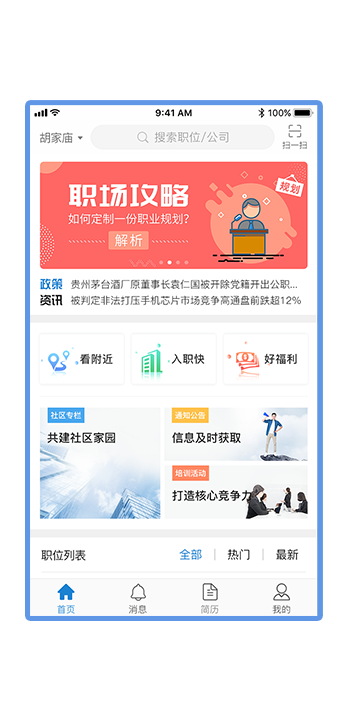 9:41 AM
100%
胡家庙
搜索职位/公司
扫一扫
职场攻略
如何定制一份职业规划?
解析
规划
政策
贵州茅台酒厂原董事长袁仁国被开除党籍开出公职...
资讯
被判定非法打压手机芯片市场竞争高通盘前跌超12%
看附近
入职快
好福利
社区专栏
共建社区家园
通知公告
信息及时获取
培训活动
打造核心竞争力
职位列表
全部
热门
最新
首页
消息
简历
我的